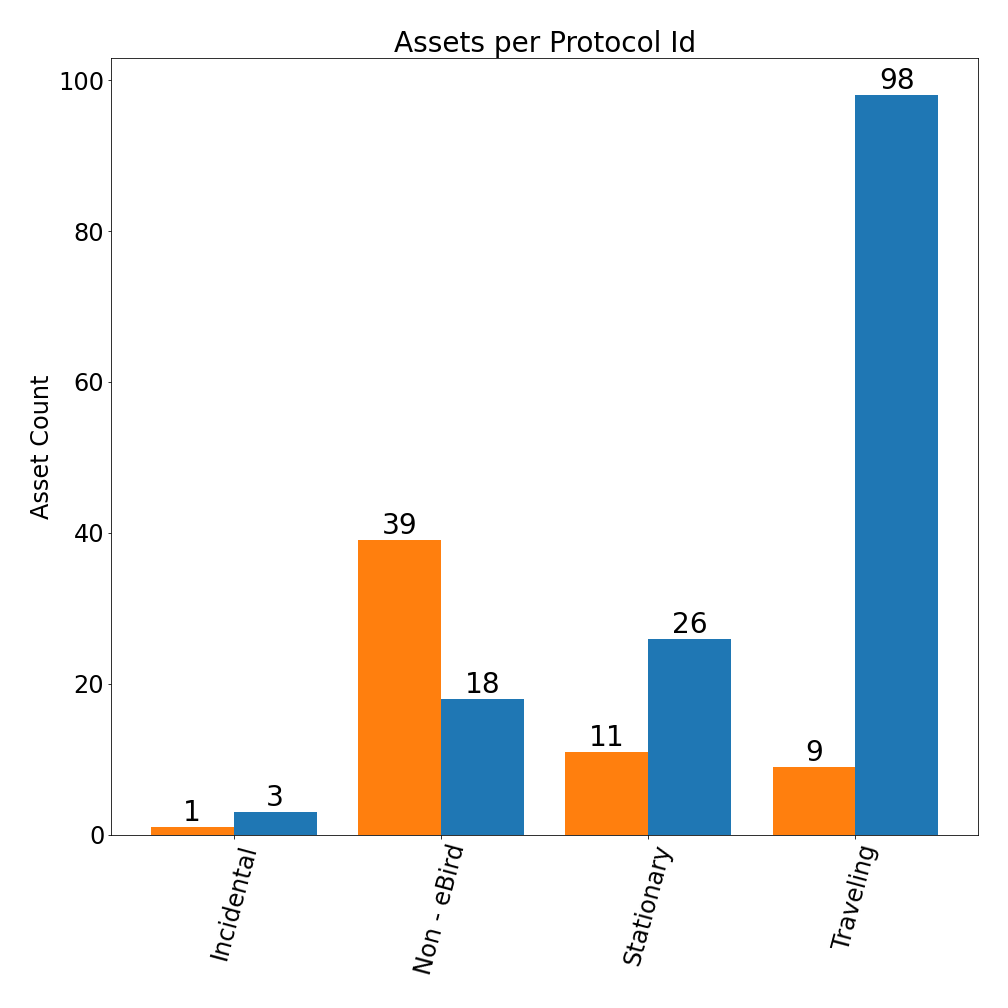 Assets per Protocol Id
Asset Count
100
80
60
40
20
0
1
3
39
18
11
26
9
98
Incidental
Non - eBird
Stationary
Traveling